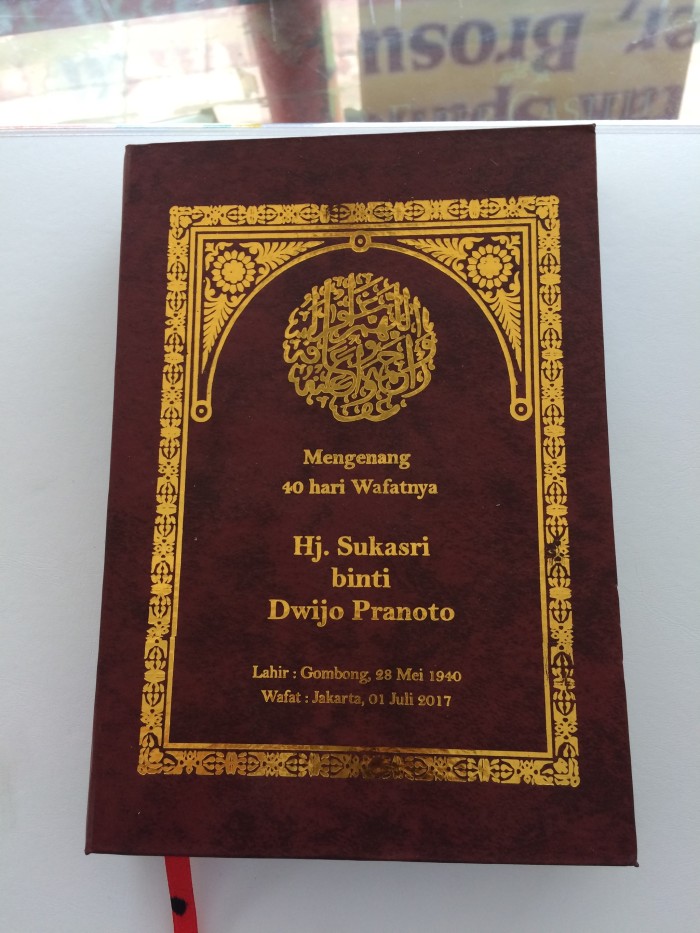 Brosu
Mengenang
40 hari Wafatnya
Hj. Sukasri
binti
Dwijo Pranoto
Lahir : Gombong, 28 Mei 1940
Wafat : Jakarta, 01 Juli 2017